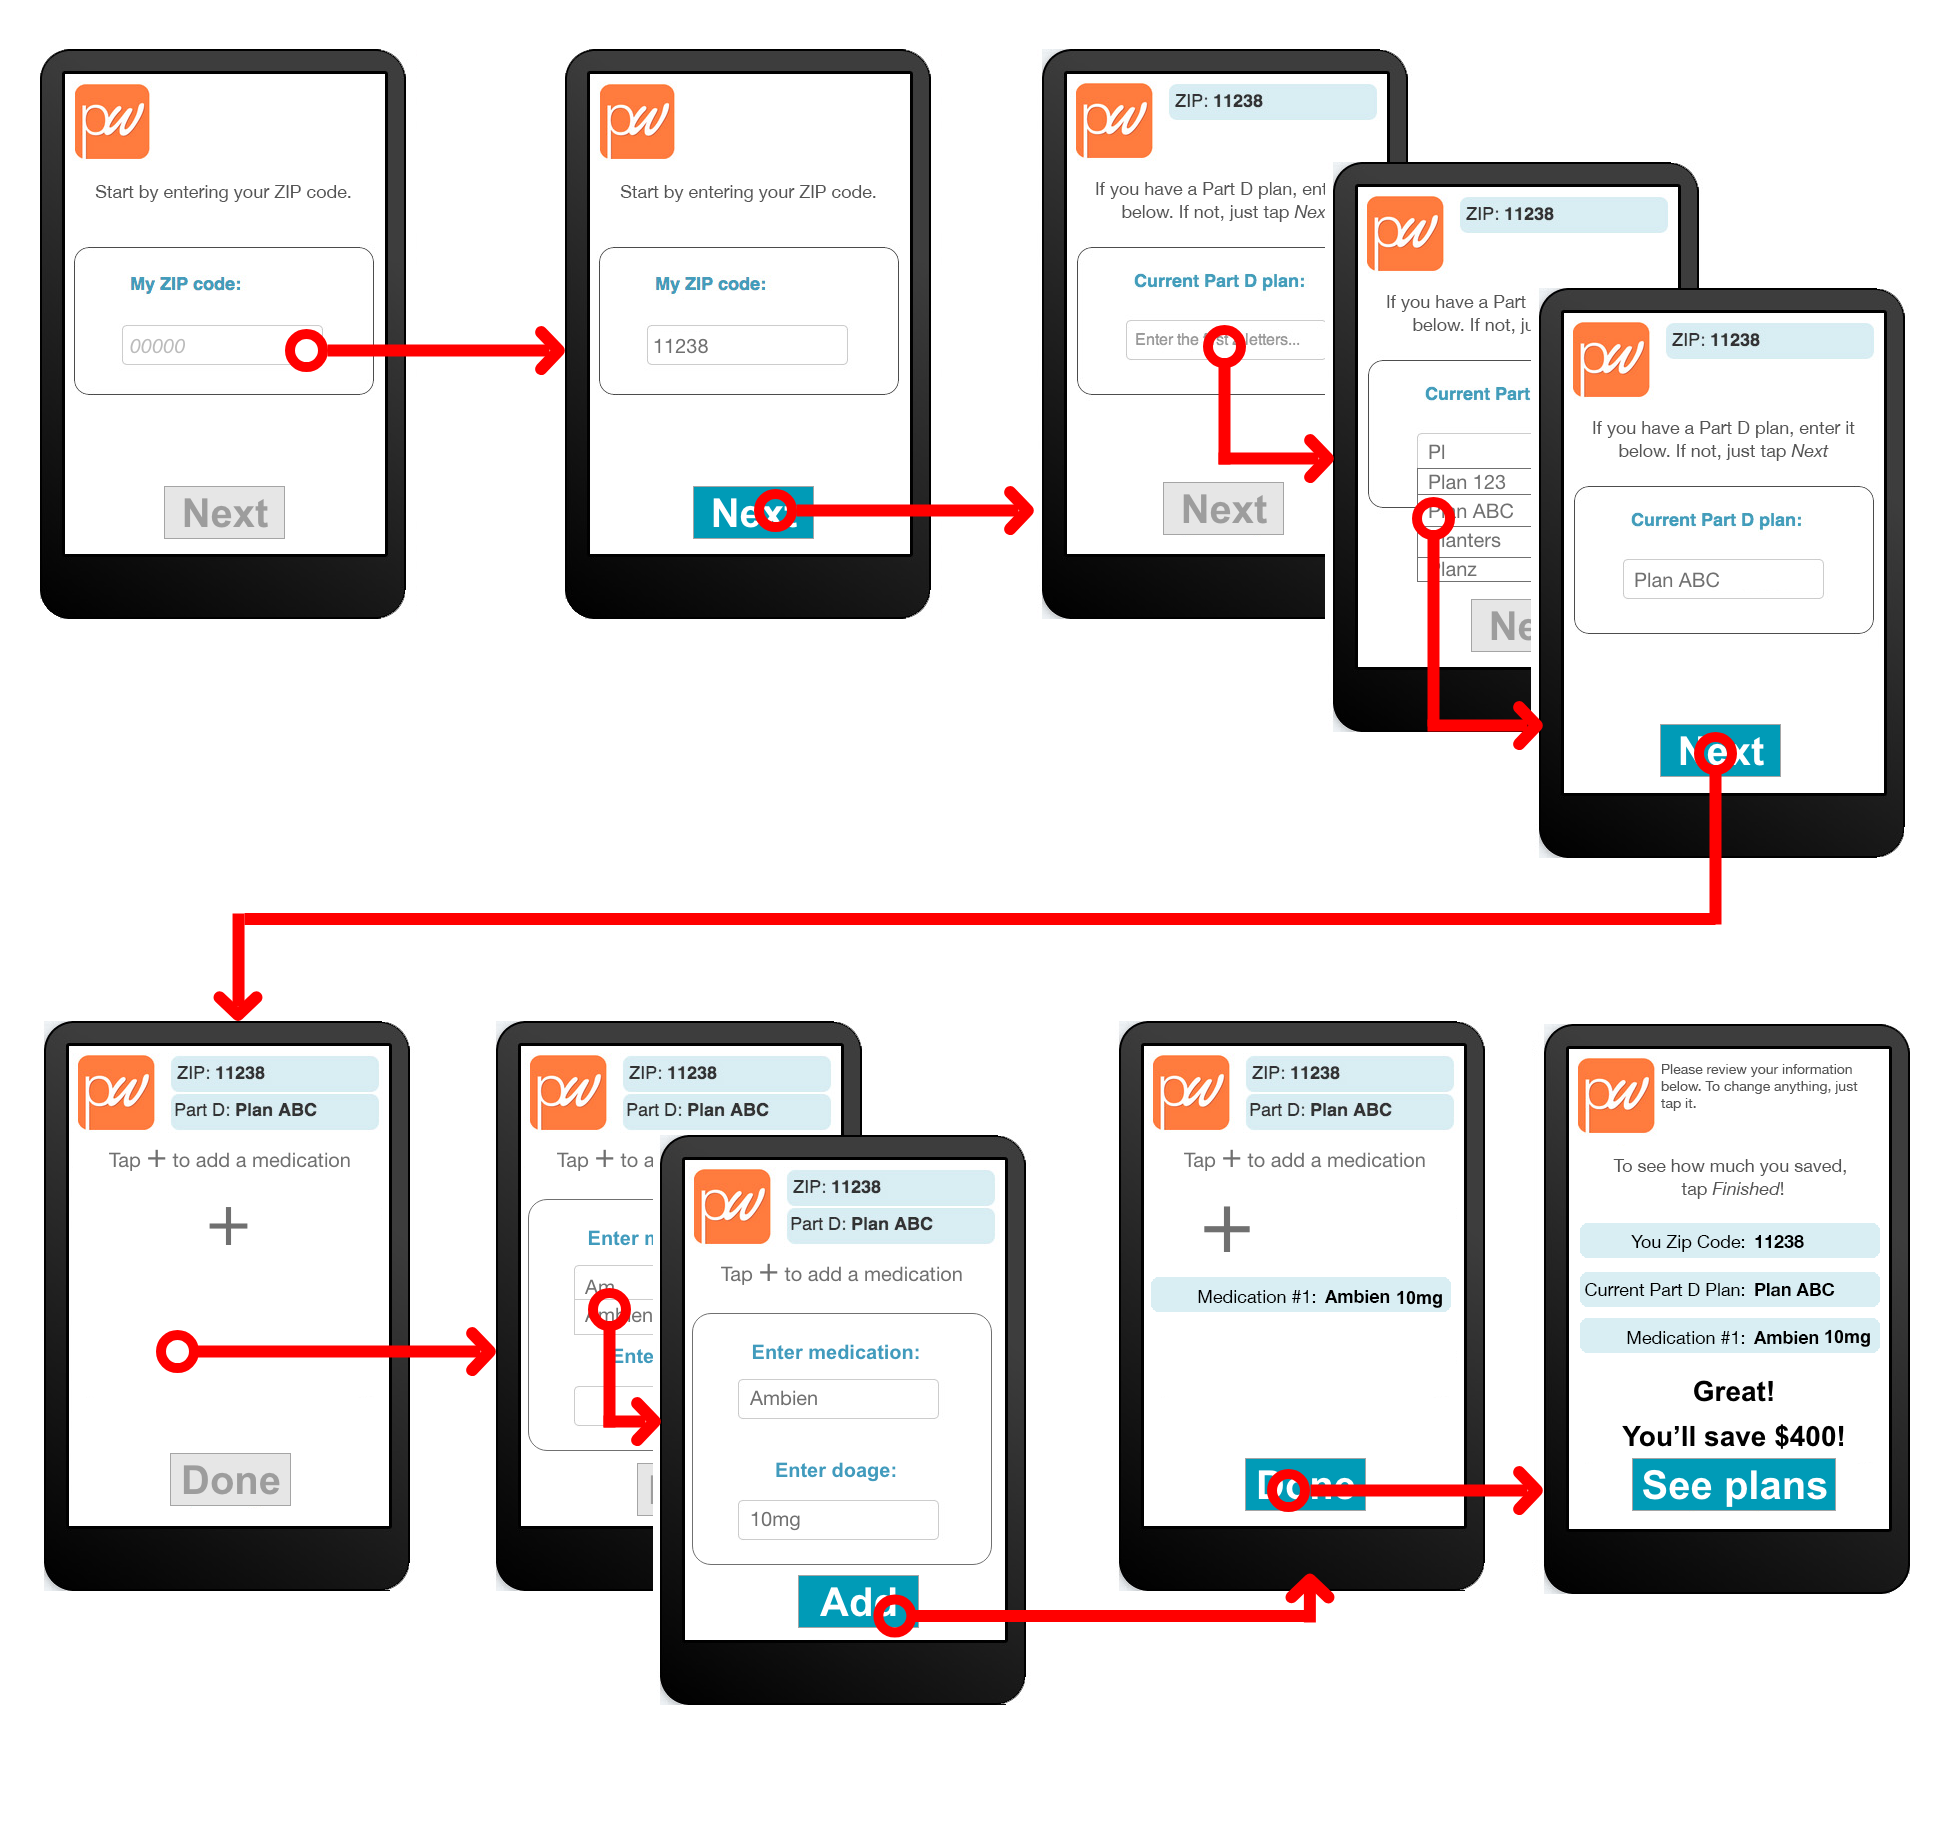 pw
Start by entering your ZIP code.
My ZIP code:
00000
Next
pw
Start by entering your ZIP code.
My ZIP code:
11238
Next
pw
ZIP: 11238
If you have a Part D plan, ent
below. If not, just tap Nex
Current Part D plan:
Enter the letters...
Next
pw
ZIP: 11238
If you have a Part
below. If not, ju
Current Part
Pl
Plan 123
Plan ABC
Planters
Planz
Ne
pw
ZIP: 11238
If you have a Part D plan, enter it
below. If not, just tap Next
Current Part D plan:
Plan ABC
Next
pw
ZIP: 11238
Part D: Plan ABC
Tap + to add a medication
+
Done
pw
ZIP: 11238
Part D: Plan ABC
Tap + to a
Enter m
Am
Ambien
Ente
pw
ZIP: 11238
Part D: Plan ABC
Tap + to add a medication
Enter medication:
Ambien
Enter doage:
10mg
Add
pw
ZIP: 11238
Part D: Plan ABC
Tap + to add a medication
+
Medication #1: Ambien 10mg
Done
pw
Please review your information
below. To change anything, just
tap it.
To see how much you saved,
tap Finished!
You Zip Code: 11238
Current Part D Plan: Plan ABC
Medication #1: Ambien 10mg
Great!
You'll save $400!
See plans